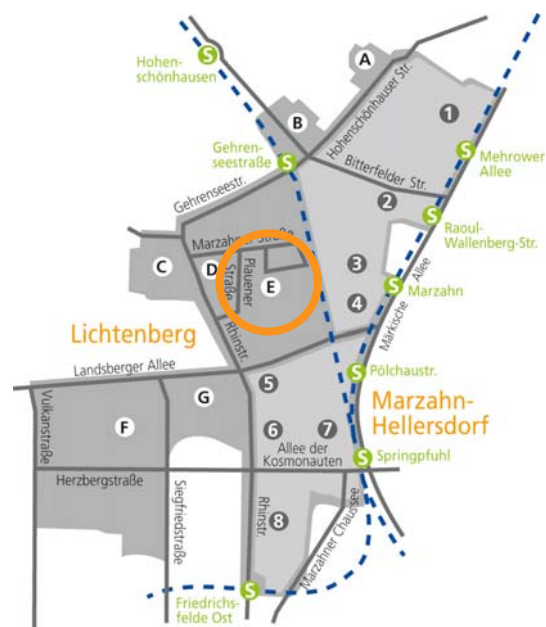 S
Hohen-
schönhausen
A
Hohenschönhauser Str.
1
B
Gehren-
seestraße
S
S
Mehrower
Allee
Bitterfelder Str.
Gehrenseestr.
2
S
Raoul-
Wallenberg-Str.
Marzahner Straße
C
D
Plauener
Straße
E
3
4
S
Marzahn
Märkische Allee
Lichtenberg
Rhinstr.
Landsberger Allee
S
Pölchaustr.
G
5
Marzahn-
Hellersdorf
Vulkanstraße
F
6
7
Allee der
Kosmonauten
S
Springpfuhl
Herzbergstraße
Siegfriedstraße
Rhinstr.
8
Marzahner Chaussee
S
Friedrichs-
felde Ost